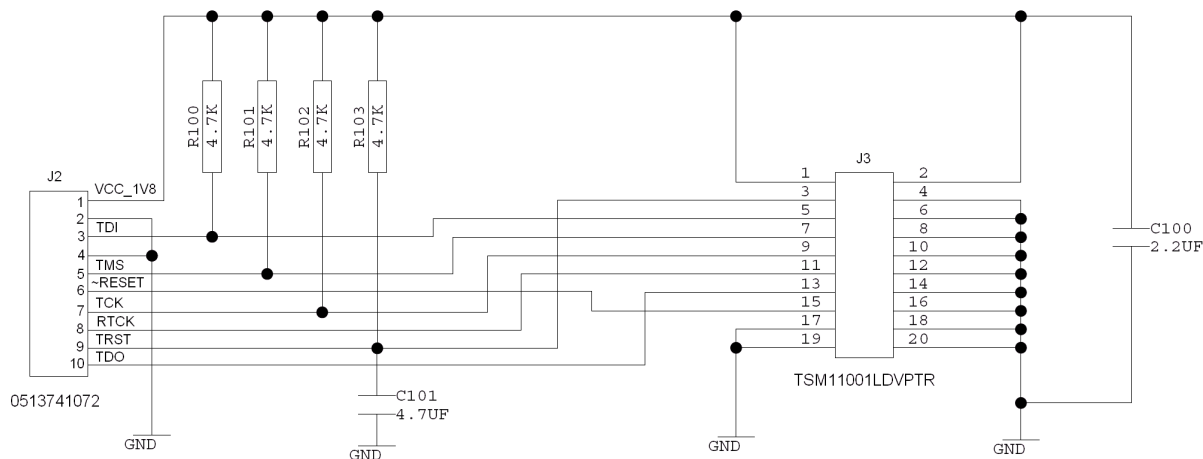 R100 4.7K
R101 4.7K
R102 4.7K
R103 4.7K
J2
VCC_1V8
1
2
TDI
3
4
TMS
5
~RESET
6
TCK
7
RTCK
8
TRST
9
TDO
10
0513741072
GND
C101
4.7UF
GND
J3
1 2
3 4
5 6
7 8
9 10
11 12
13 14
15 16
17 18
19 20
TSM11001LDVPTR
GND
GND
C100
2.2UF